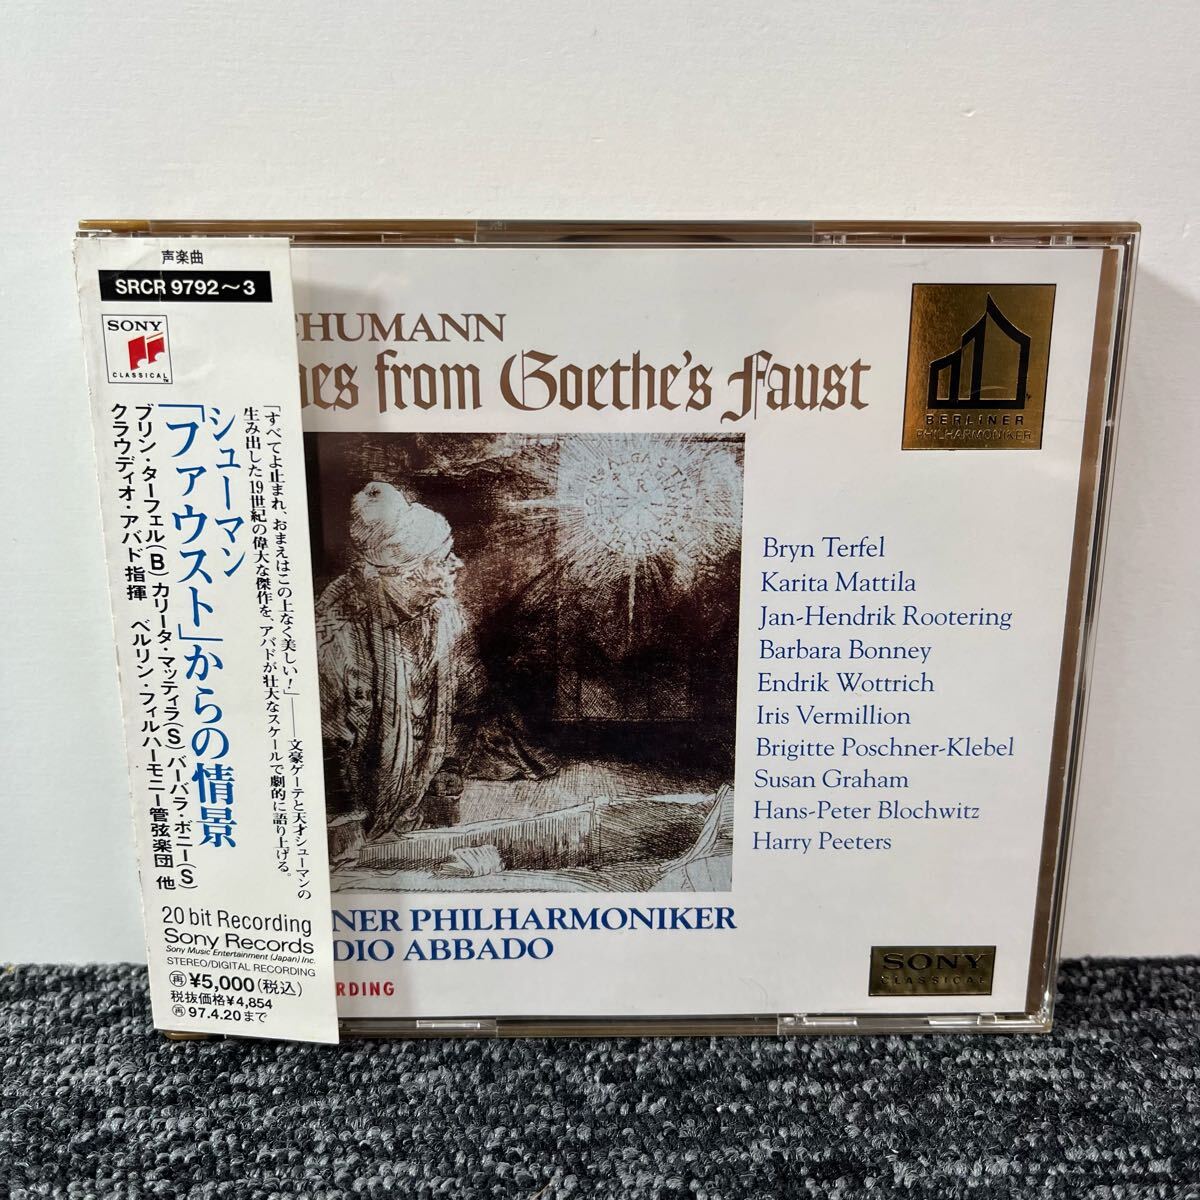 声楽曲
SRCR 9792〜3
SONY
CLASSICAL
TM
シューマン
「ファウスト」からの情景
ブリン・ターフェル(B) カリータ・マッティラ(S) バーバラ・ボニー(S)
クラウディオ・アバド指揮 ベルリン・フィルハーモニー管弦楽団 他
「すべてよ止まれ、おまえはこの上なく美しい!」――文豪ゲーテと天才シューマンの
生み出した19世紀の偉大な傑作を、アバドが壮大なスケールで劇的に語り上げる。
20 bit Recording
Sony Records
Sony Music Entertainment (Japan) Inc.
STEREO/DIGITAL RECORDING
再 ¥5,000(税込)
税抜価格¥4,854
再 97.4.20まで
CHUMANN
nes from Goethe's Faust
BERLINER
PHILHARMONIKER
Bryn Terfel
Karita Mattila
Jan-Hendrik Rootering
Barbara Bonney
Endrik Wottrich
Iris Vermillion
Brigitte Poschner-Klebel
Susan Graham
Hans-Peter Blochwitz
Harry Peeters
NER PHILHARMONIKER
DIO ABBADO
RDING
SONY
CLASSICAL